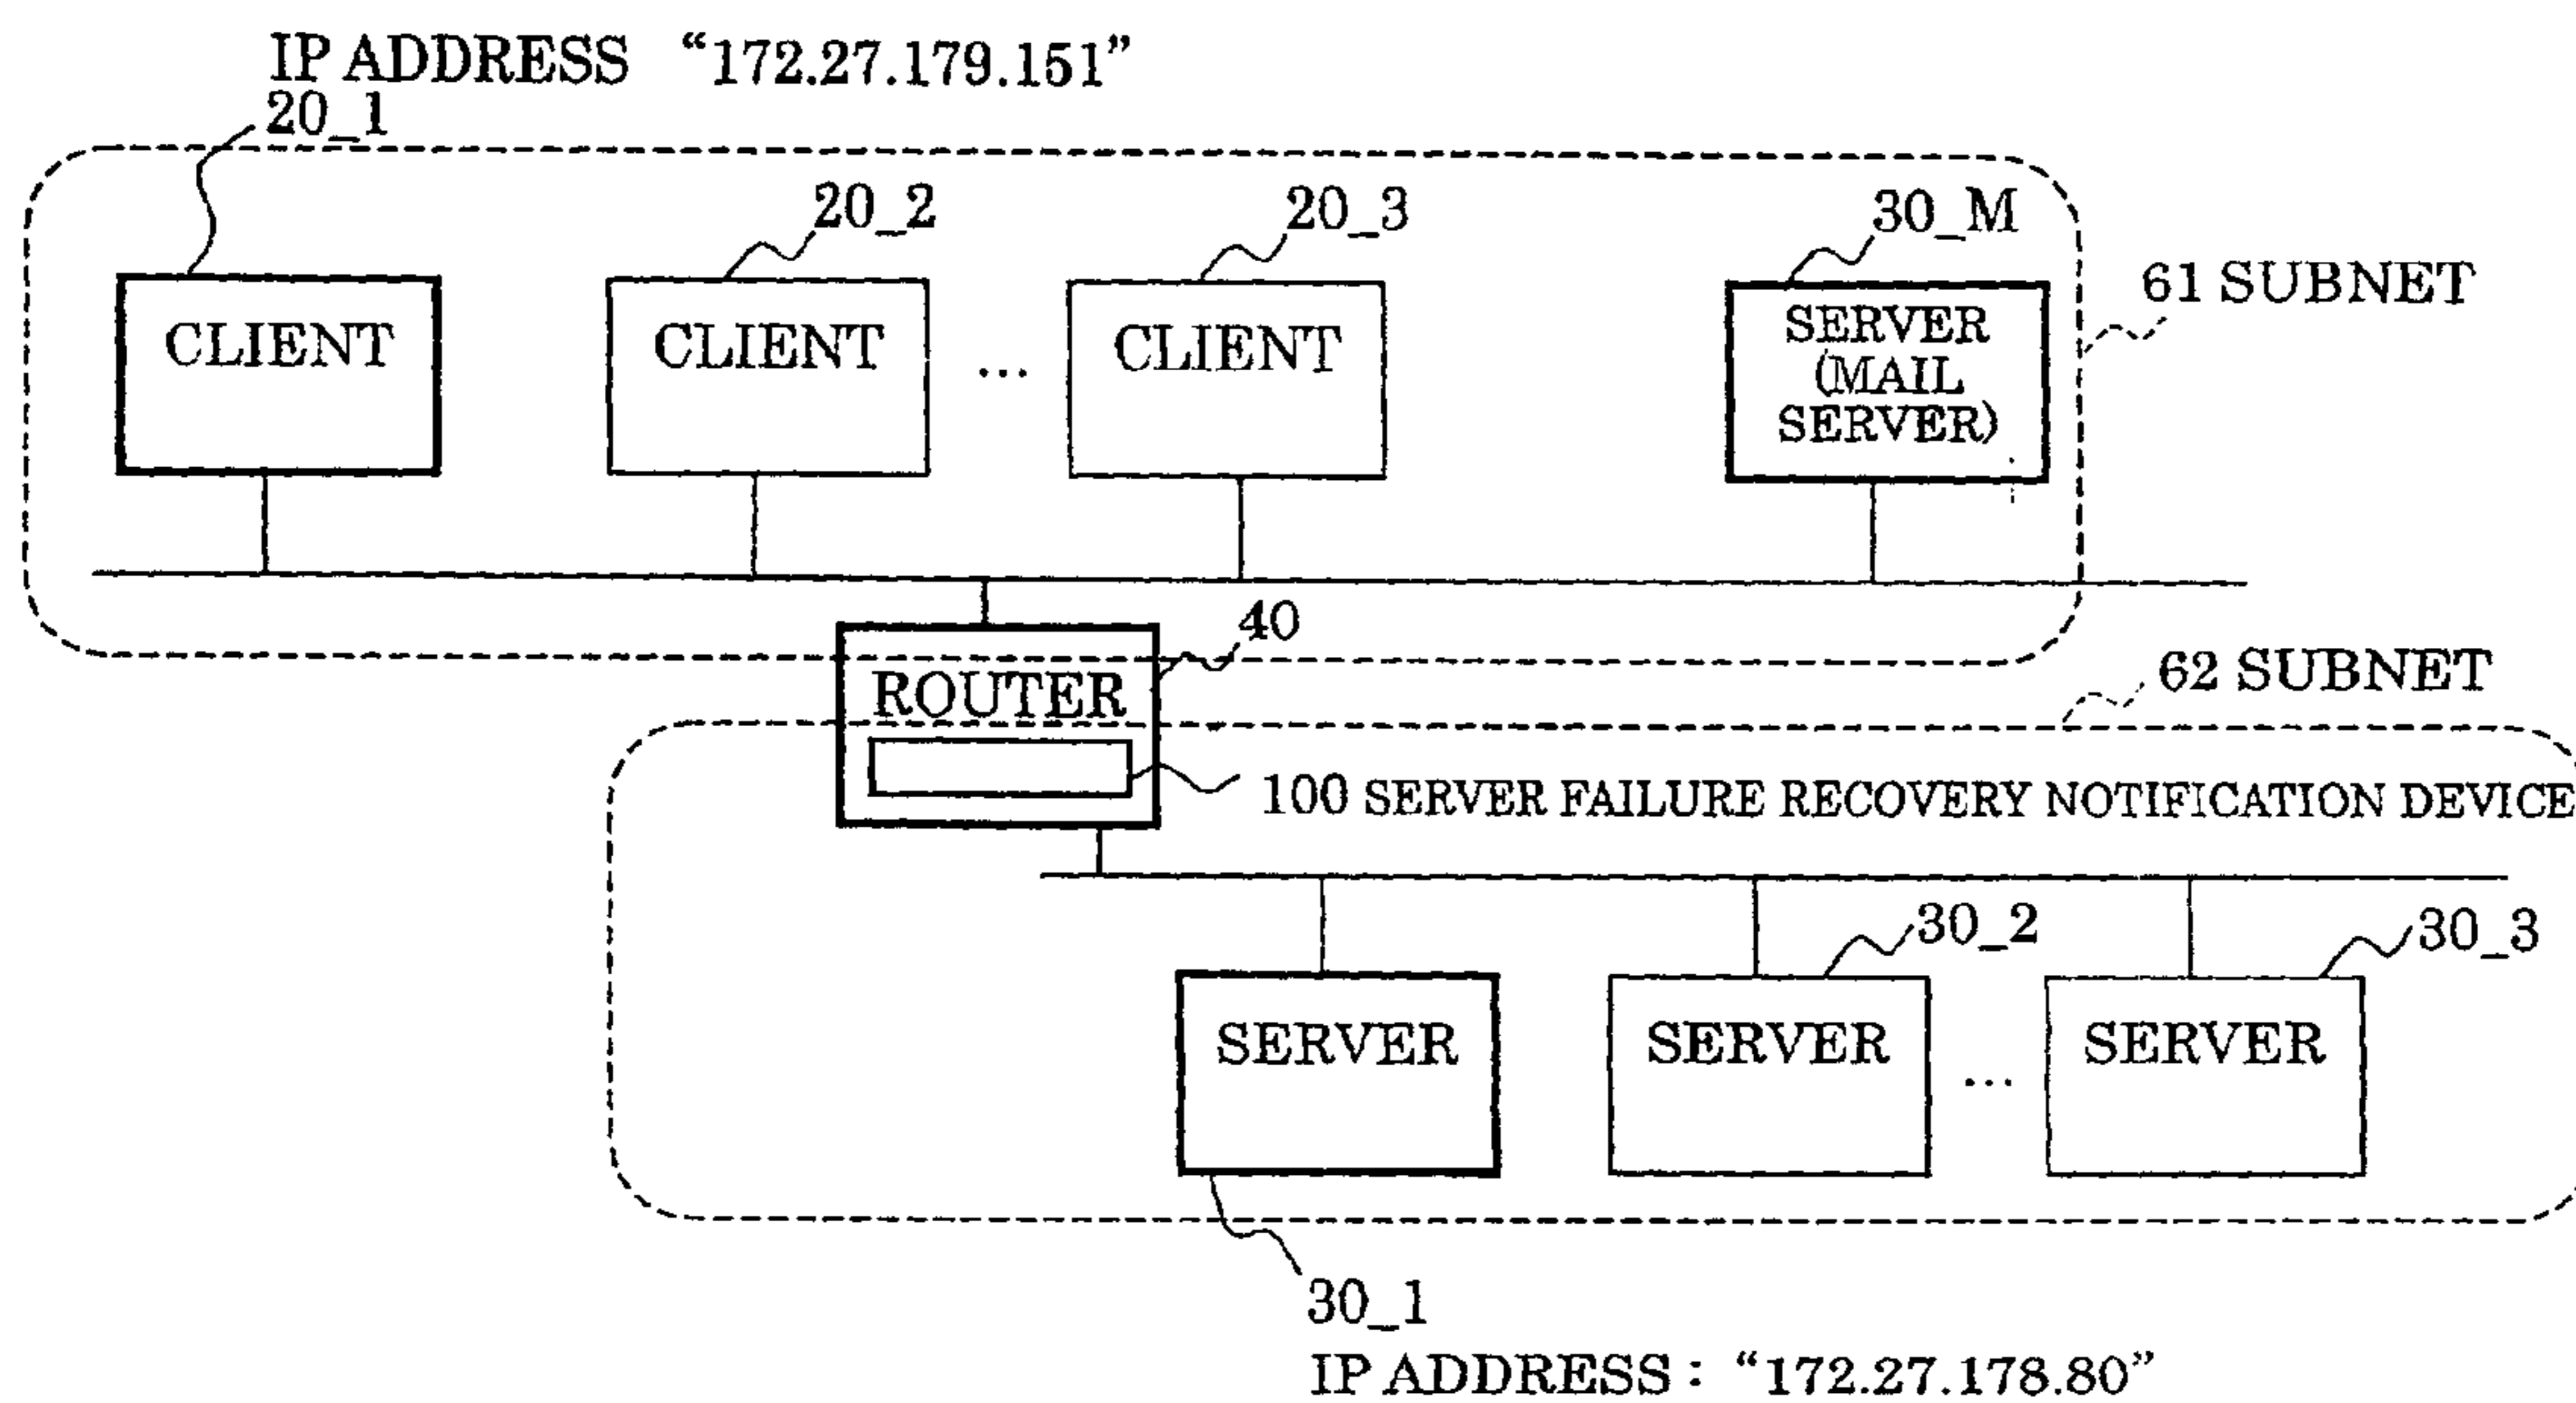 IP ADDRESS “172.27.179.151”
20_1
20_2
20_3
30_M
61 SUBNET
CLIENT
CLIENT
...
CLIENT
SERVER
(MAIL
SERVER)
40
ROUTER
62 SUBNET
100 SERVER FAILURE RECOVERY NOTIFICATION DEVICE
30_2
30_3
SERVER
SERVER
...
SERVER
30_1
IP ADDRESS : “172.27.178.80”